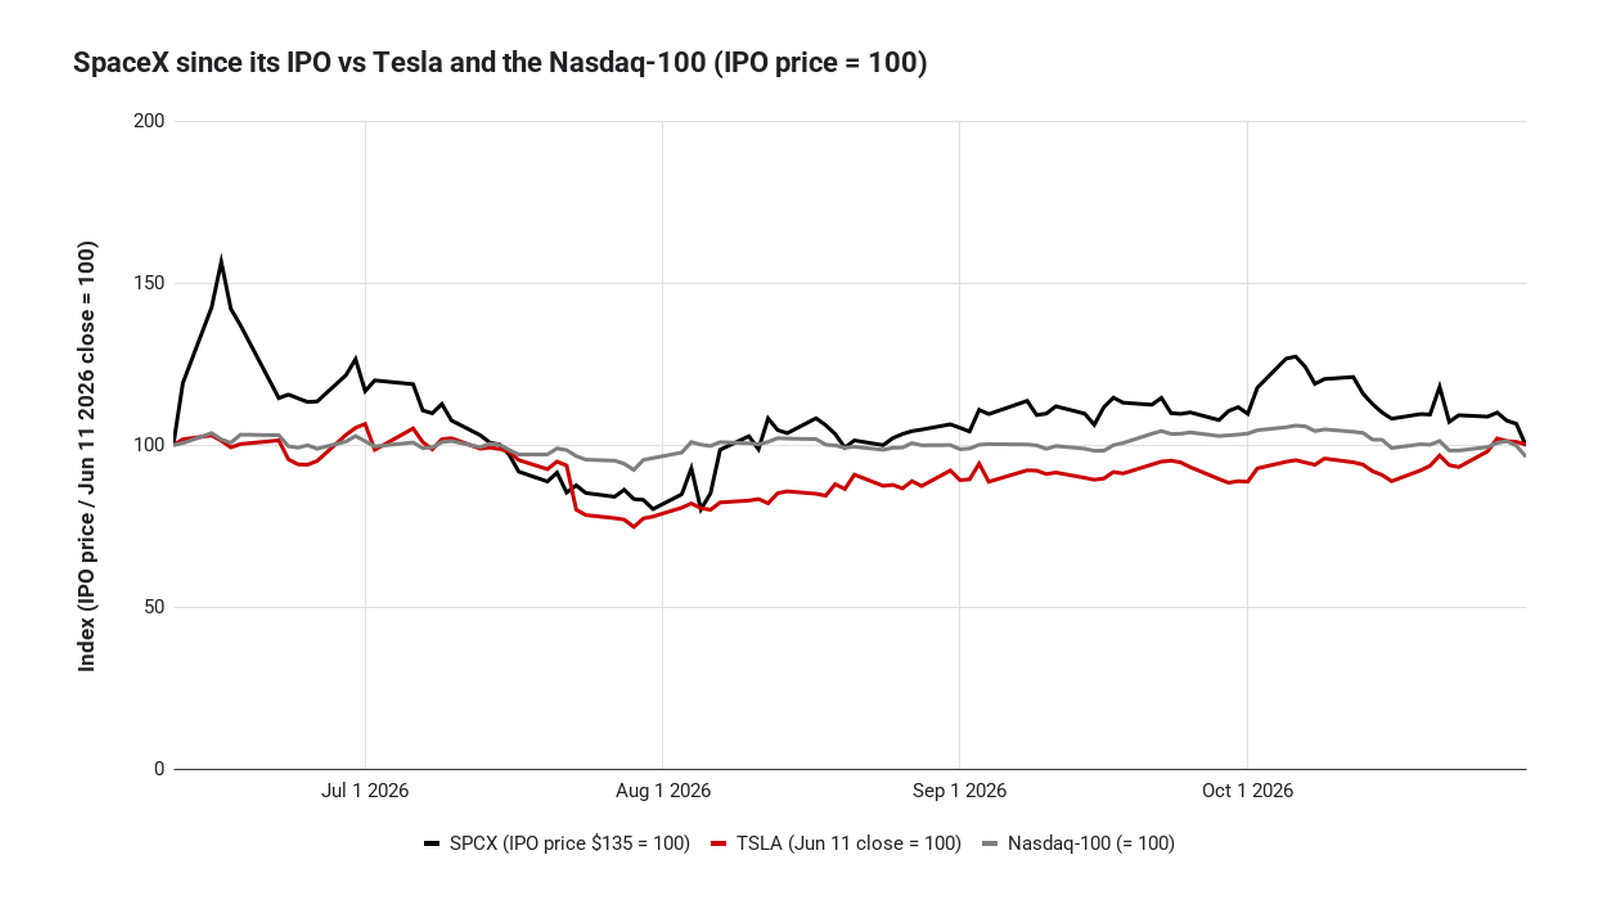 SpaceX since its IPO vs Tesla and the Nasdaq-100 (IPO price = 100)
Index (IPO price / Jun 11 2026 close = 100)
200
150
100
50
0
Jul 1 2026
Aug 1 2026
Sep 1 2026
Oct 1 2026
SPCX (IPO price $135 = 100)
TSLA (Jun 11 close = 100)
Nasdaq-100 (= 100)